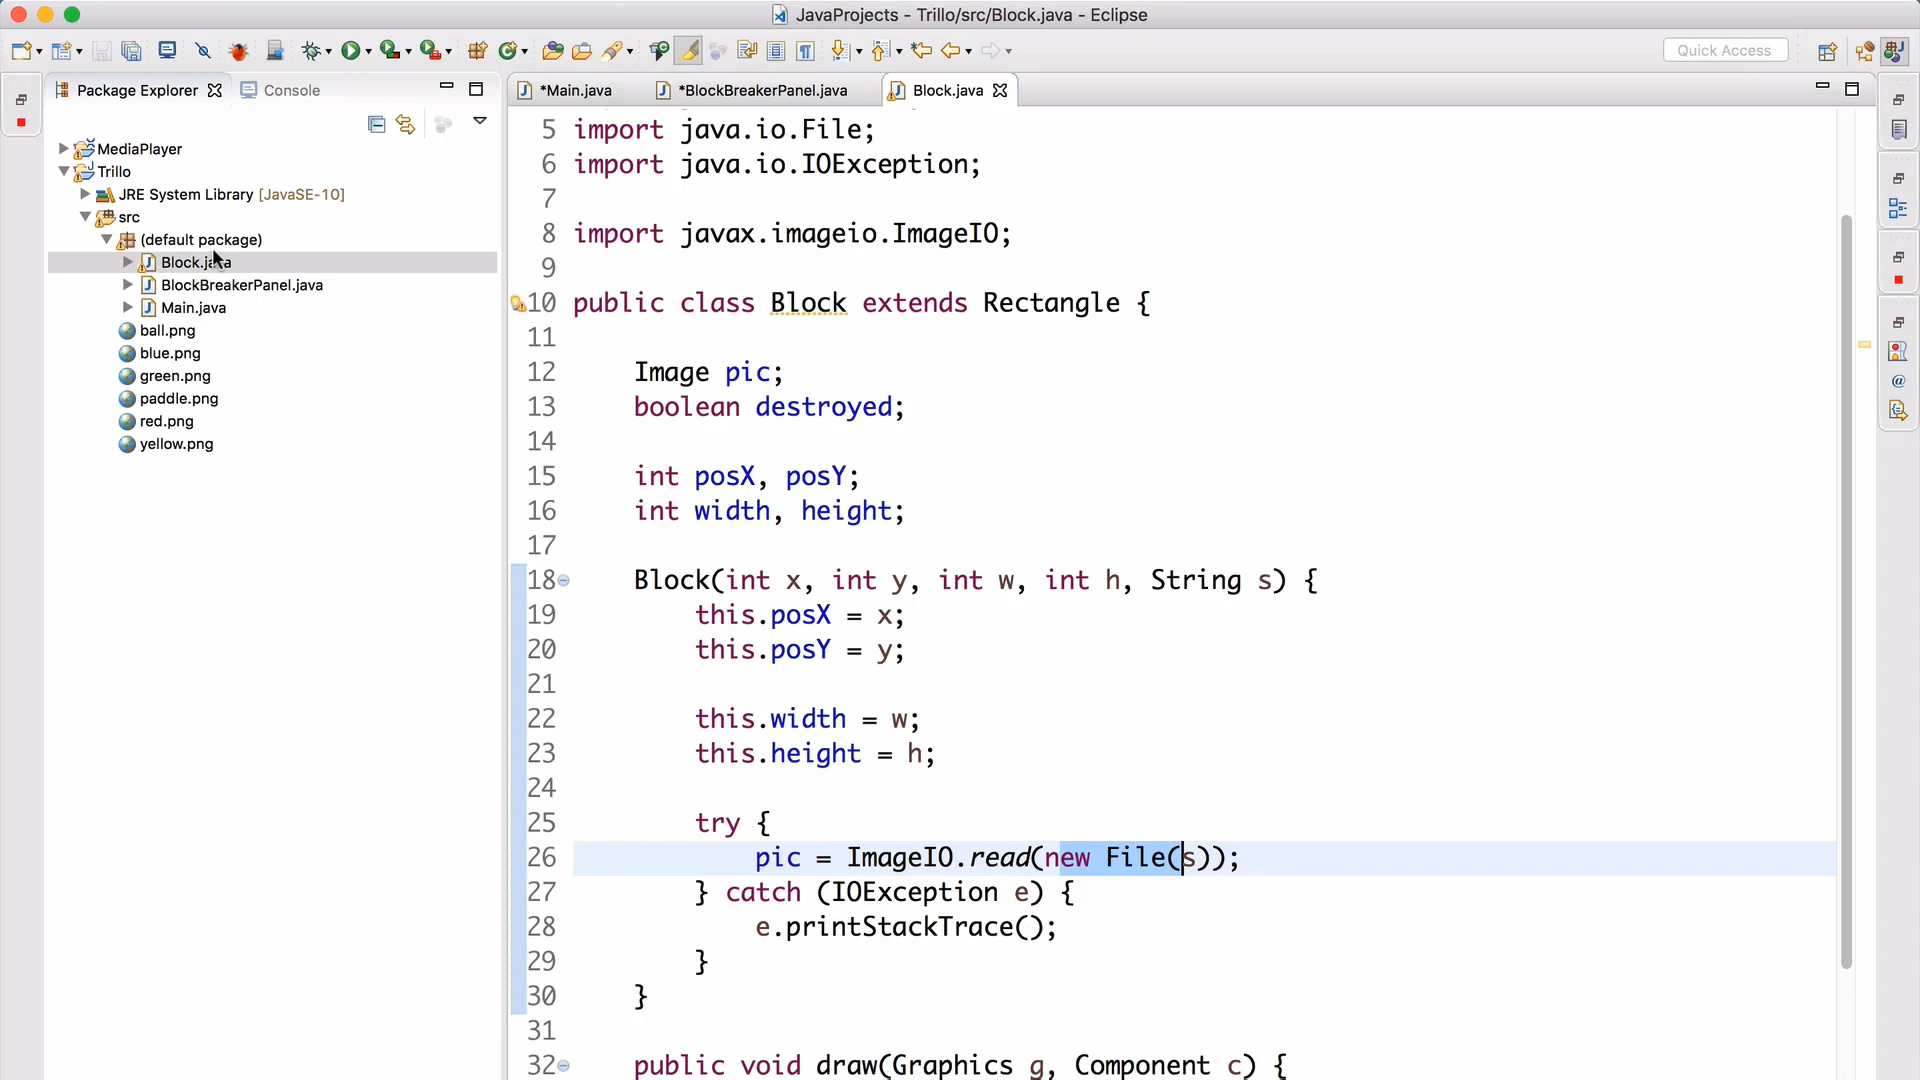 JavaProjects - Trillo/src/Block.java - Eclipse
Quick Access
Package Explorer
Console
MediaPlayer
Trillo
JRE System Library [JavaSE-10]
src
(default package)
Block.java
BlockBreakerPanel.java
Main.java
ball.png
blue.png
green.png
paddle.png
red.png
yellow.png
*Main.java
*BlockBreakerPanel.java
Block.java
5 import java.io.File;
6 import java.io.IOException;
7
8 import javax.imageio.ImageIO;
9
10 public class Block extends Rectangle {
11
12 Image pic;
13 boolean destroyed;
14
15 int posX, posY;
16 int width, height;
17
18 Block(int x, int y, int w, int h, String s) {
19 this.posX = x;
20 this.posY = y;
21
22 this.width = w;
23 this.height = h;
24
25 try {
26 pic = ImageIO.read(new File(s));
27 } catch (IOException e) {
28 e.printStackTrace();
29 }
30 }
31
32 public void draw(Graphics g, Component c) {